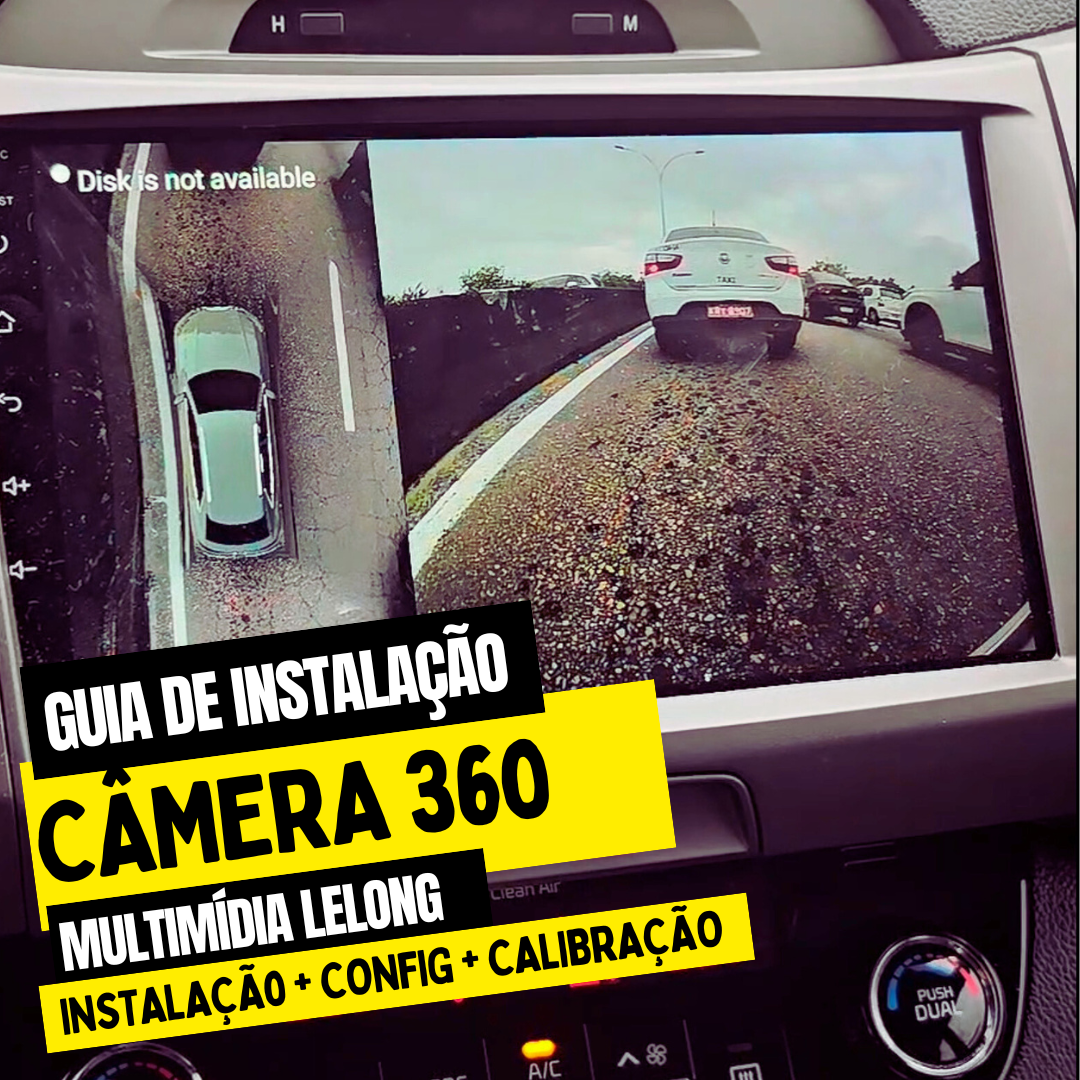 H M
C
ST
Disk is not available
TAXI
GUIA DE INSTALAÇÃO
CÂMERA 360
Clean Air
MULTIMÍDIA LELONG
INSTALAÇÃO + CONFIG + CALIBRAÇÃO
PUSH
DUAL
A/C